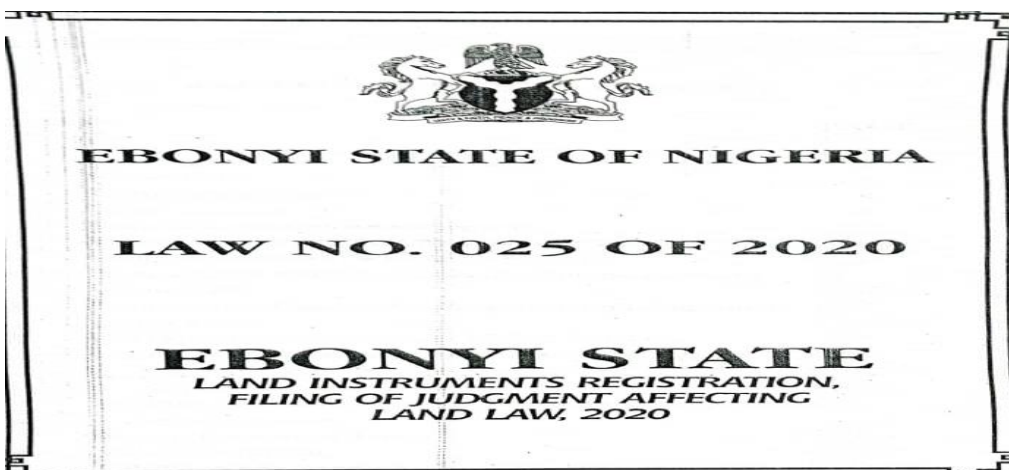 EBONYI STATE OF NIGERIA
LAW NO. 025 OF 2020
EBONYI STATE
LAND INSTRUMENTS REGISTRATION,
FILING OF JUDGMENT AFFECTING
LAND LAW, 2020